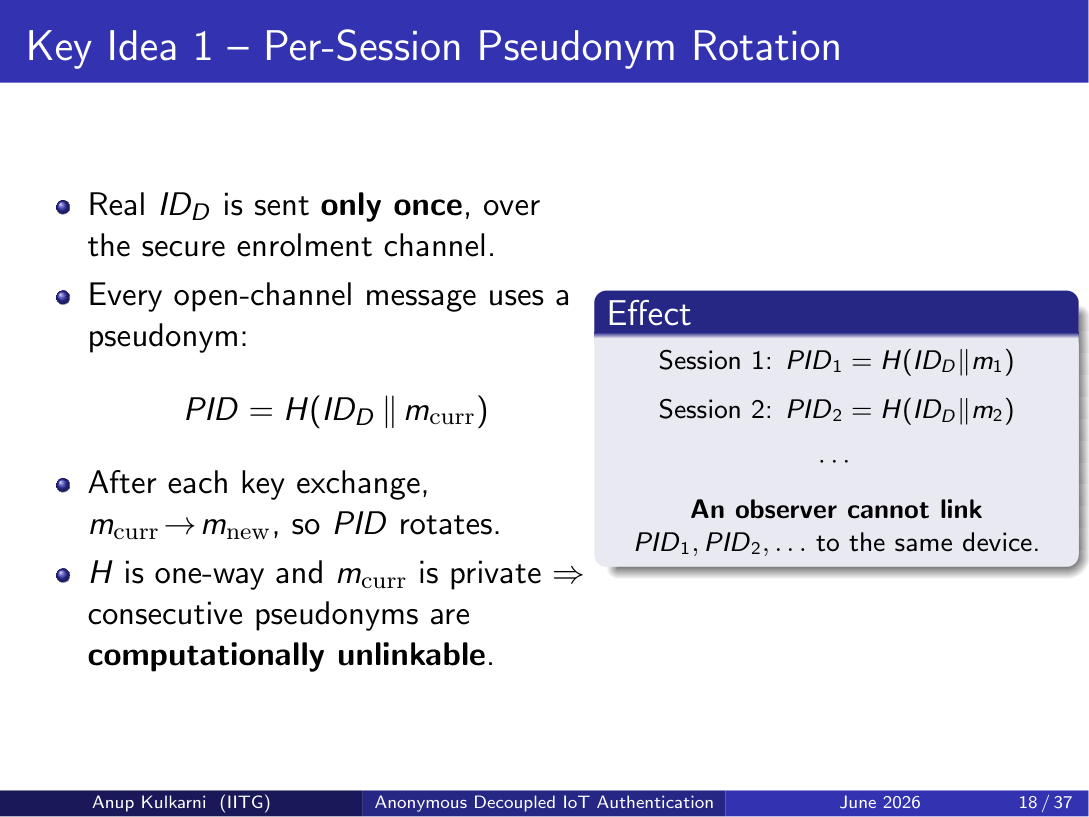 Key Idea 1 – Per-Session Pseudonym Rotation
Real ID_D is sent only once, over
the secure enrolment channel.
Every open-channel message uses a
pseudonym:
PID = H(ID_D ∥ m_curr)
After each key exchange,
m_curr → m_new, so PID rotates.
H is one-way and m_curr is private ⇒
consecutive pseudonyms are
computationally unlinkable.
Effect
Session 1: PID_1 = H(ID_D∥m_1)
Session 2: PID_2 = H(ID_D∥m_2)
...
An observer cannot link
PID_1, PID_2, ... to the same device.
Anup Kulkarni (IITG)
Anonymous Decoupled IoT Authentication
June 2026
18 / 37